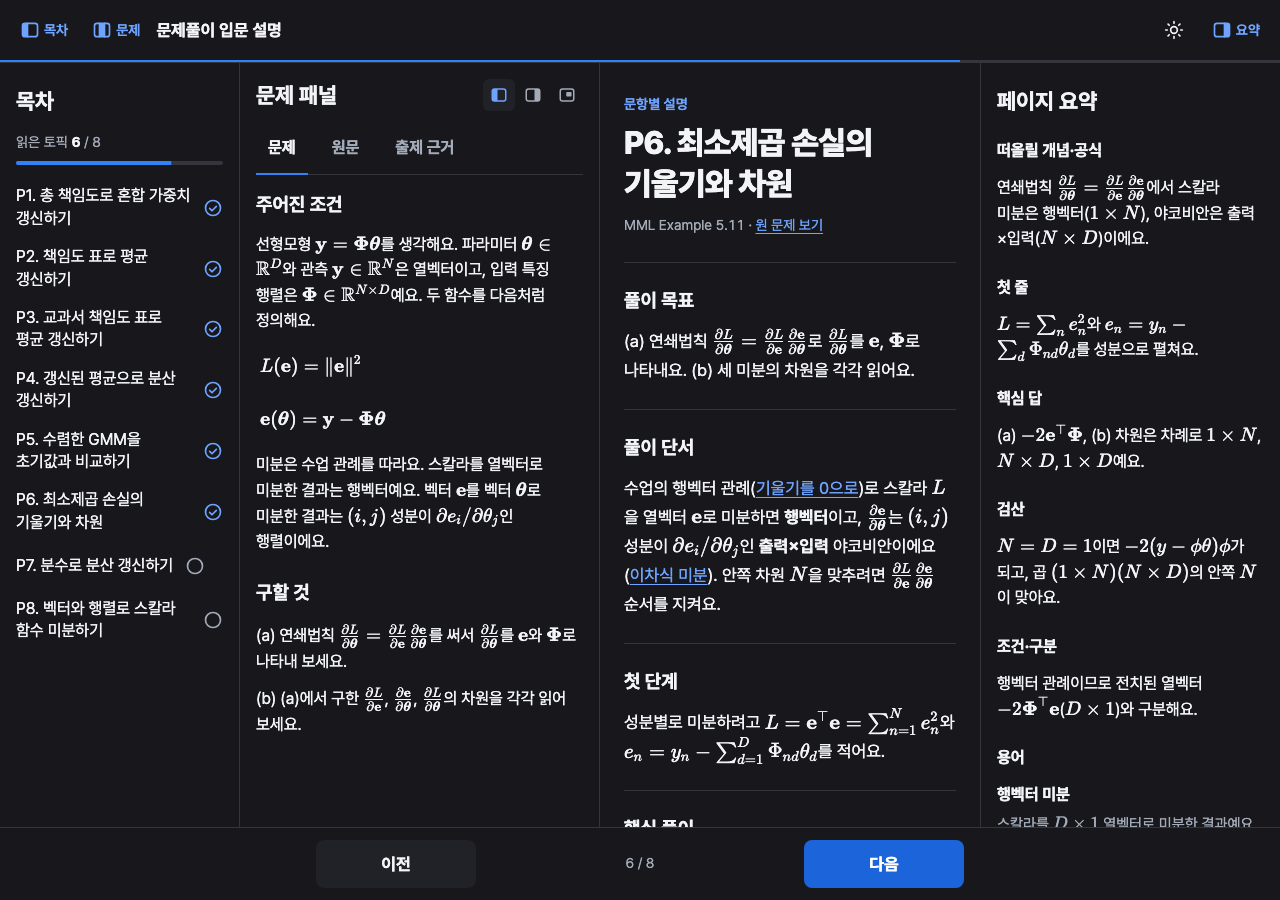 목차
문제
문제풀이 입문 설명
요약
목차
읽은 토픽 6 / 8
P1. 총 책임도로 혼합 가중치
갱신하기
P2. 책임도 표로 평균
갱신하기
P3. 교과서 책임도 표로
평균 갱신하기
P4. 갱신된 평균으로 분산
갱신하기
P5. 수렴한 GMM을
초기값과 비교하기
P6. 최소제곱 손실의
기울기와 차원
P7. 분수로 분산 갱신하기
P8. 벡터와 행렬로 스칼라
함수 미분하기
문제 패널
문제 원문 출제 근거
주어진 조건
선형모형 y = Φθ를 생각해요. 파라미터 θ ∈
ℝ^D와 관측 y ∈ ℝ^N은 열벡터이고, 입력 특징
행렬은 Φ ∈ ℝ^{N×D}예요. 두 함수를 다음처럼
정의해요.
L(e) = ‖e‖²
e(θ) = y − Φθ
미분은 수업 관례를 따라요. 스칼라를 열벡터로
미분한 결과는 행벡터예요. 벡터 e를 벡터 θ로
미분한 결과는 (i, j) 성분이 ∂e_i/∂θ_j인
행렬이에요.
구할 것
(a) 연쇄법칙 ∂L/∂θ = ∂L/∂e ∂e/∂θ를 써서 ∂L/∂θ를 e와 Φ로
나타내 보세요.
(b) (a)에서 구한 ∂L/∂e, ∂e/∂θ, ∂L/∂θ의 차원을 각각 읽어
보세요.
문항별 설명
P6. 최소제곱 손실의
기울기와 차원
MML Example 5.11 · 원 문제 보기
풀이 목표
(a) 연쇄법칙 ∂L/∂θ = ∂L/∂e ∂e/∂θ로 ∂L/∂θ를 e, Φ로
나타내요. (b) 세 미분의 차원을 각각 읽어요.
풀이 단서
수업의 행벡터 관례(기울기를 0으로)로 스칼라 L
을 열벡터 e로 미분하면 행벡터이고, ∂e/∂θ는 (i, j)
성분이 ∂e_i/∂θ_j인 출력×입력 야코비안이에요
(이차식 미분). 안쪽 차원 N을 맞추려면 ∂L/∂e ∂e/∂θ
순서를 지켜요.
첫 단계
성분별로 미분하려고 L = e^⊤e = ∑_{n=1}^N e_n^2와
e_n = y_n − ∑_{d=1}^D Φ_{nd}θ_d를 적어요.
핵심 풀이
페이지 요약
떠올릴 개념·공식
연쇄법칙 ∂L/∂θ = ∂L/∂e ∂e/∂θ에서 스칼라
미분은 행벡터(1 × N), 야코비안은 출력
×입력(N × D)이에요.
첫 줄
L = ∑_n e_n^2와 e_n = y_n −
∑_d Φ_{nd}θ_d를 성분으로 펼쳐요.
핵심 답
(a) −2e^⊤Φ, (b) 차원은 차례로 1 × N,
N × D, 1 × D예요.
검산
N = D = 1이면 −2(y − ϕθ)ϕ가
되고, 곱 (1 × N)(N × D)의 안쪽 N
이 맞아요.
조건·구분
행벡터 관례이므로 전치된 열벡터
−2Φ^⊤e(D × 1)와 구분해요.
용어
행벡터 미분
스칼라를 D × 1 열벡터로 미분한 결과예요
이전
6 / 8
다음